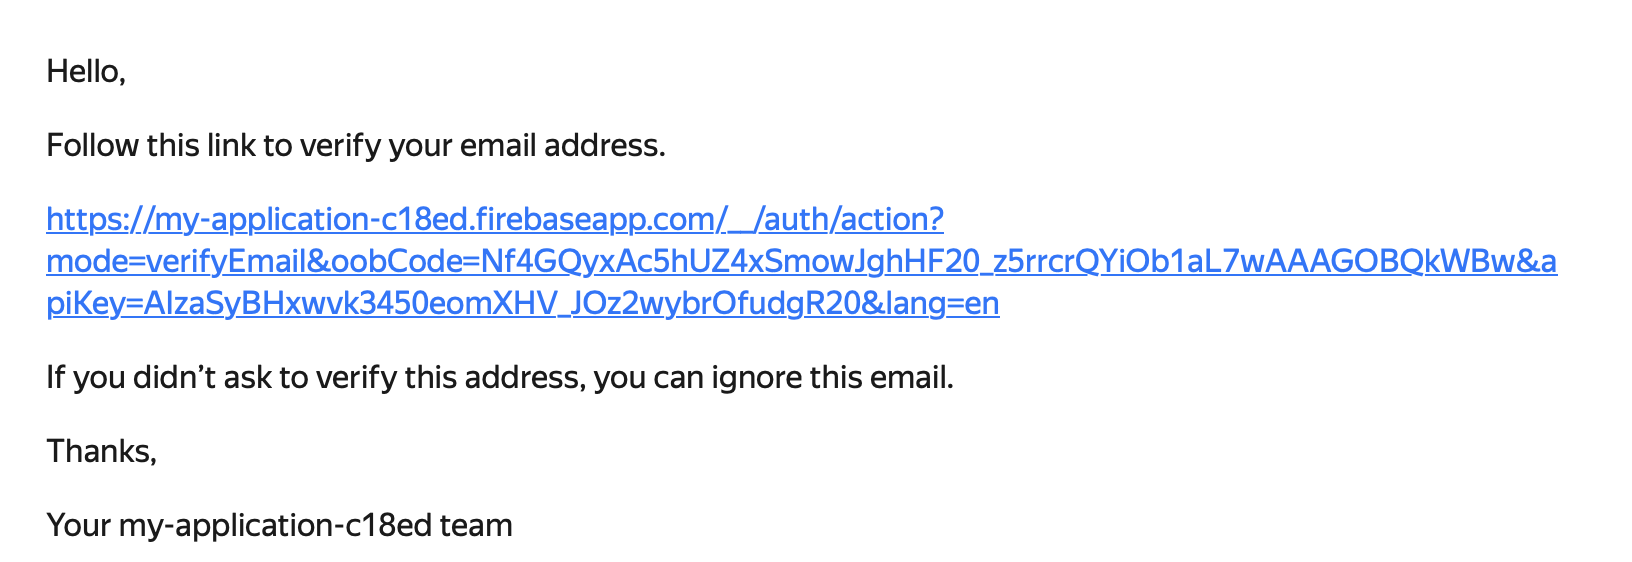 Hello,
Follow this link to verify your email address.
https://my-application-c18ed.firebaseapp.com/__/auth/action?
mode=verifyEmail&oobCode=Nf4GQyxAc5hUZ4xSmowJghHF20_z5rrcrQYiOb1aL7wAAAGOBQkWBw&a
piKey=AIzaSyBHxwvk3450eomXHV_JOz2wybrOfudgR20&lang=en
If you didn’t ask to verify this address, you can ignore this email.
Thanks,
Your my-application-c18ed team